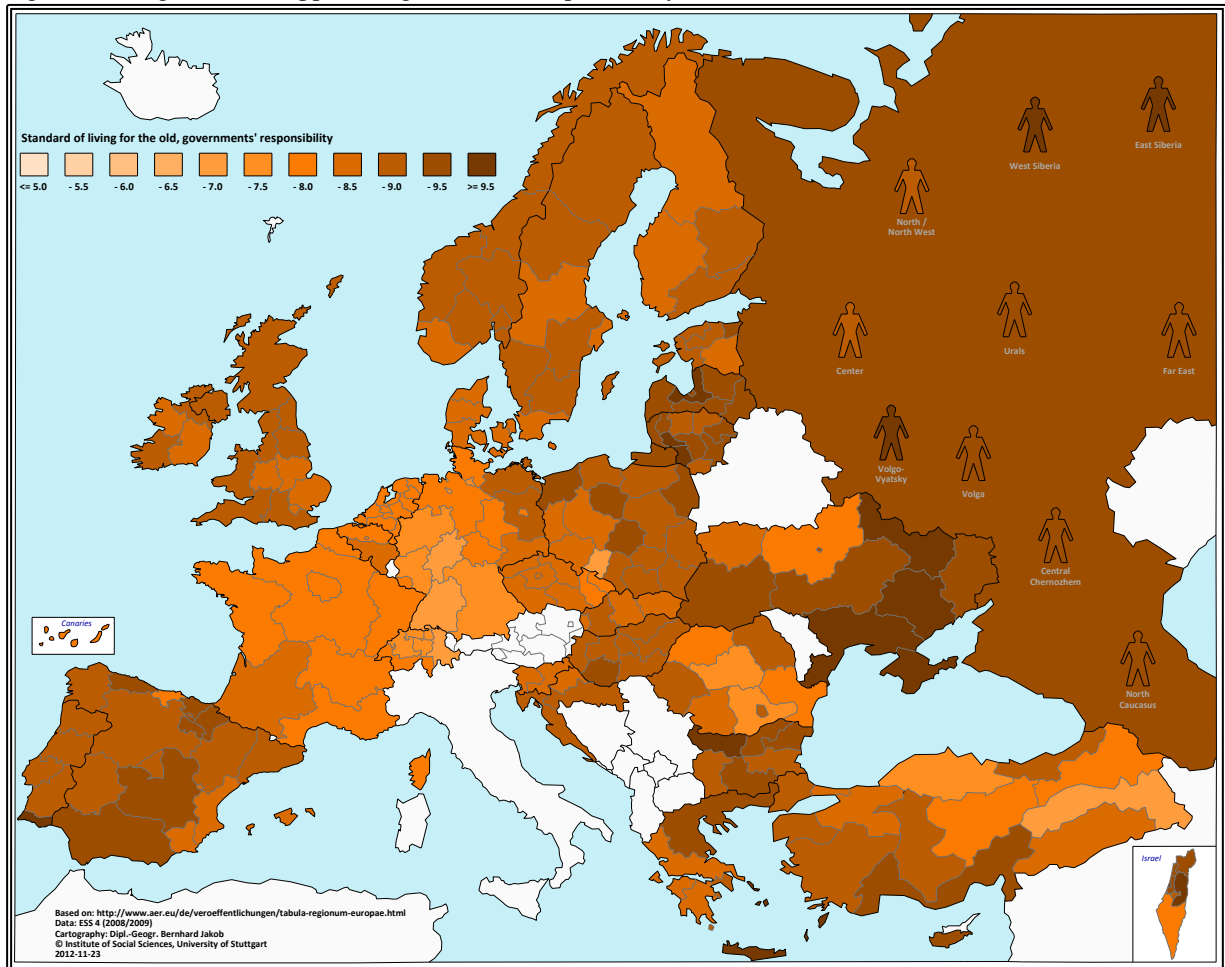 Standard of living for the old, governments' responsibility
<= 5.0 - 5.5 - 6.0 - 6.5 - 7.0 - 7.5 - 8.0 - 8.5 - 9.0 - 9.5 >= 9.5
East Siberia
West Siberia
North /
North West
Urals
Center
Far East
Volgo-
Vyatsky
Volga
Central
Chernozhem
Canaries
North
Caucasus
Israel
Based on: http://www.aer.eu/de/veroeffentlichungen/tabula-regionum-europae.html
Data: ESS 4 (2008/2009)
Cartography: Dipl.-Geogr. Bernhard Jakob
© Institute of Social Sciences, University of Stuttgart
2012-11-23